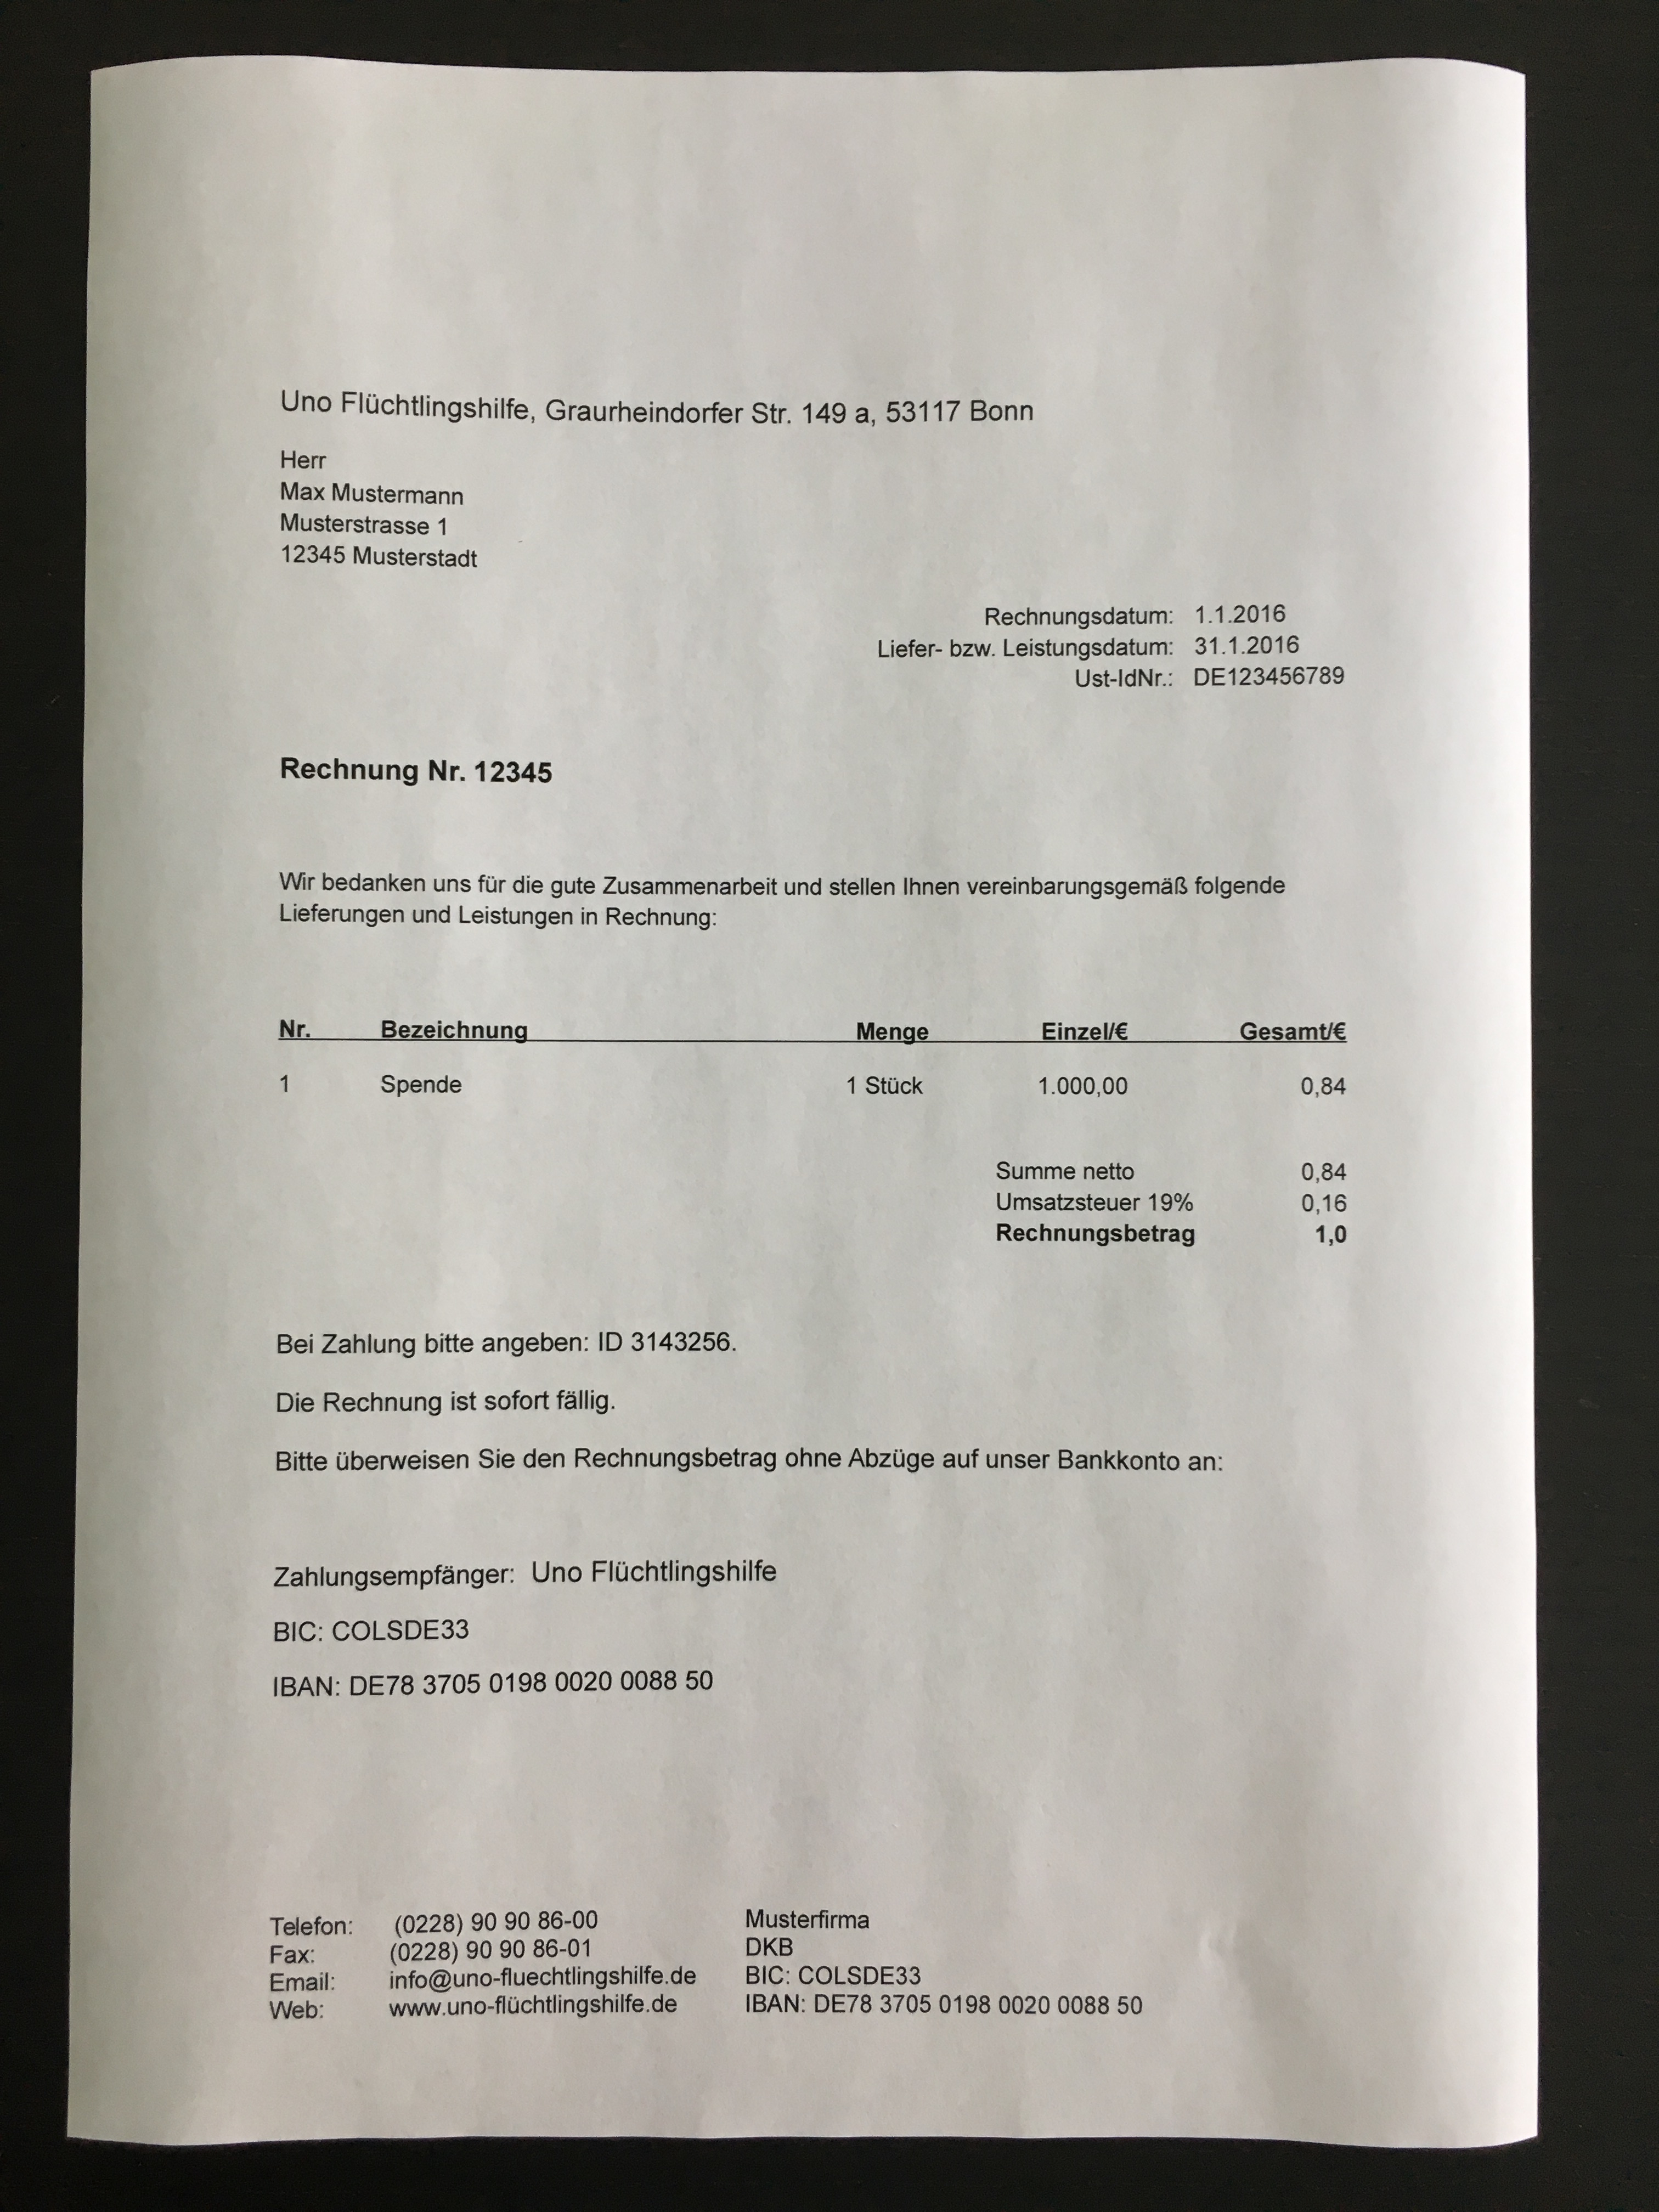 Uno Flüchtlingshilfe, Graurheindorfer Str. 149 a, 53117 Bonn
Herr
Max Mustermann
Musterstrasse 1
12345 Musterstadt
Rechnungsdatum: 1.1.2016
Liefer- bzw. Leistungsdatum: 31.1.2016
Ust-IdNr.: DE123456789
Rechnung Nr. 12345
Wir bedanken uns für die gute Zusammenarbeit und stellen Ihnen vereinbarungsgemäß folgende
Lieferungen und Leistungen in Rechnung:
Nr. Bezeichnung Menge Einzel/€ Gesamt/€
1 Spende 1 Stück 1.000,00 0,84
Summe netto 0,84
Umsatzsteuer 19% 0,16
Rechnungsbetrag 1,0
Bei Zahlung bitte angeben: ID 3143256.
Die Rechnung ist sofort fällig.
Bitte überweisen Sie den Rechnungsbetrag ohne Abzüge auf unser Bankkonto an:
Zahlungsempfänger: Uno Flüchtlingshilfe
BIC: COLSDE33
IBAN: DE78 3705 0198 0020 0088 50
Telefon: (0228) 90 90 86-00
Fax: (0228) 90 90 86-01
Email: info@uno-fluechtlingshilfe.de
Web: www.uno-flüchtlingshilfe.de
Musterfirma
DKB
BIC: COLSDE33
IBAN: DE78 3705 0198 0020 0088 50